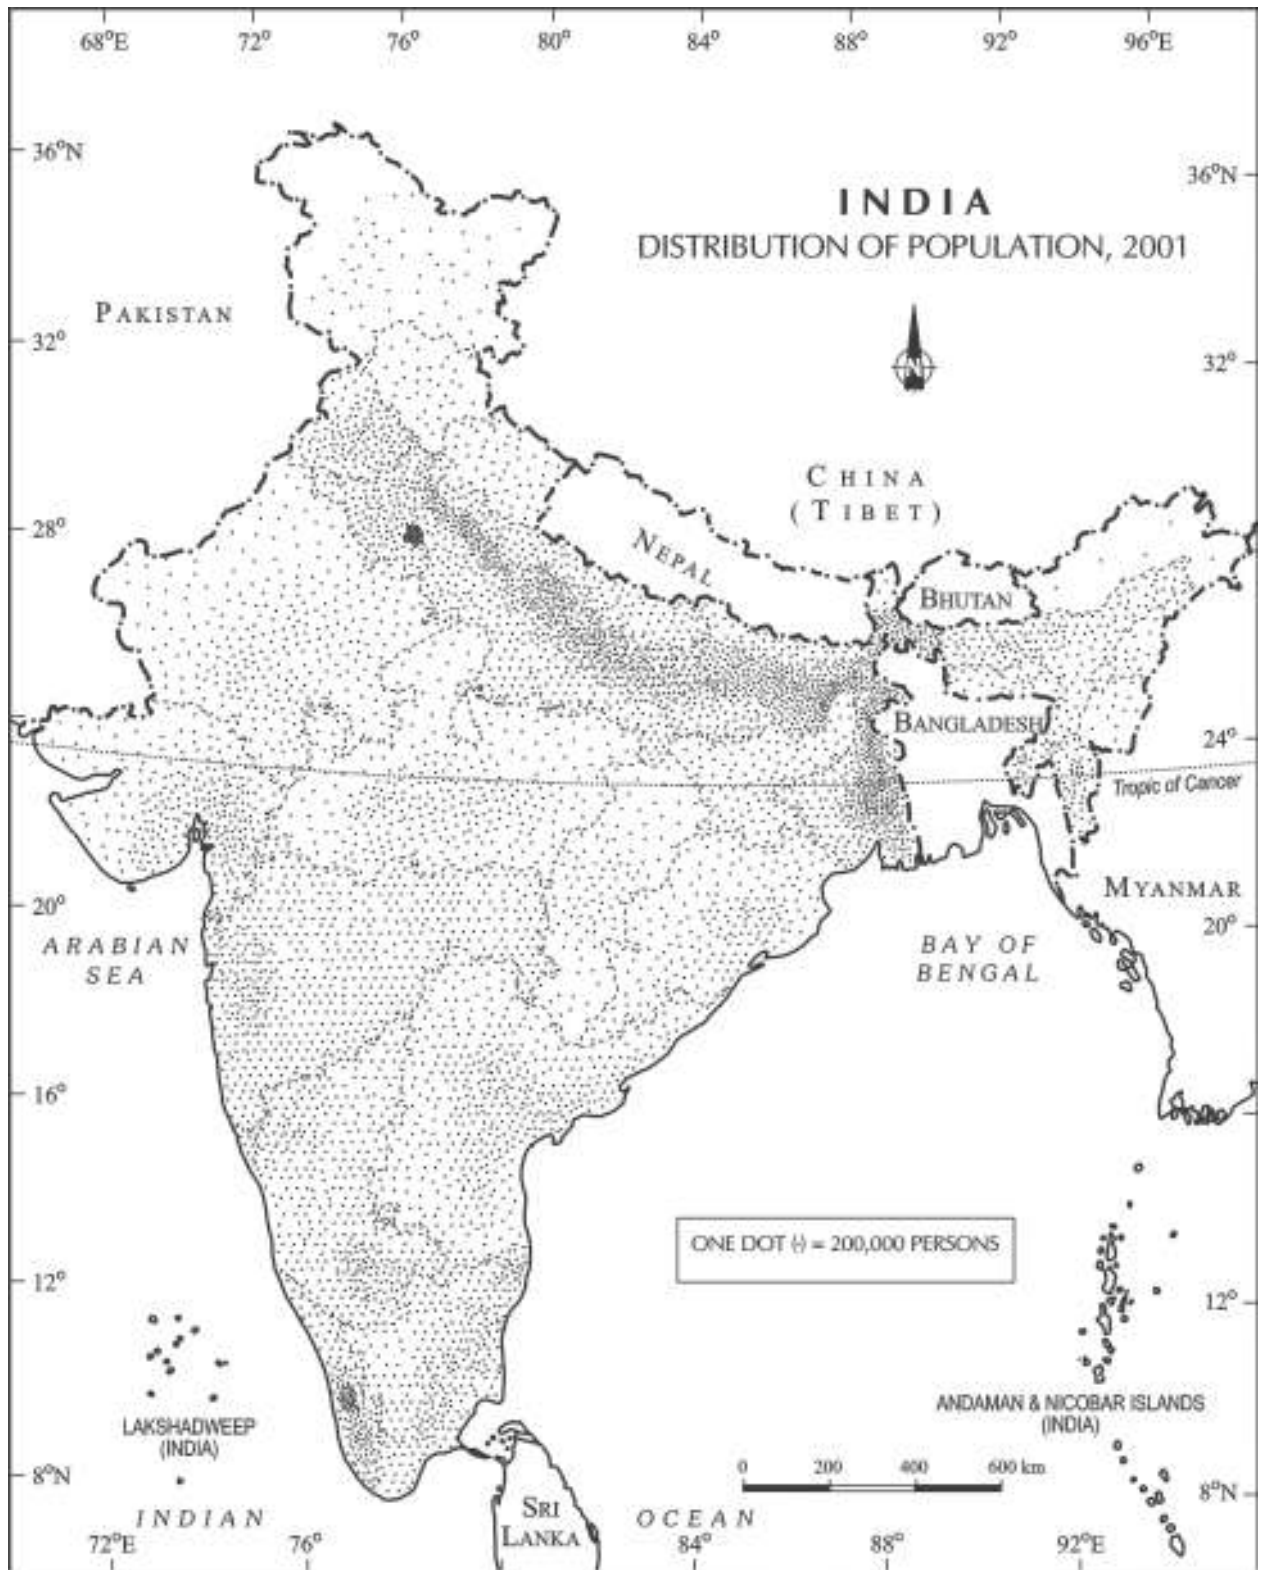 68°E 72° 76° 80° 84° 88° 92° 96°E
36°N
36°N
INDIA
DISTRIBUTION OF POPULATION, 2001
PAKISTAN
N
32°
32°
CHINA
(TIBET)
28°
28°
NEPAL
BHUTAN
BANGLADESH
24°
Tropic of Cancer
MYANMAR
20°
20°
ARABIAN
SEA
BAY OF
BENGAL
16°
ONE DOT (·) = 200,000 PERSONS
12°
12°
LAKSHADWEEP
(INDIA)
ANDAMAN & NICOBAR ISLANDS
(INDIA)
0 200 400 600 km
8°N
8°N
SRI
LANKA
INDIAN OCEAN
72°E 76° 84° 88° 92°E